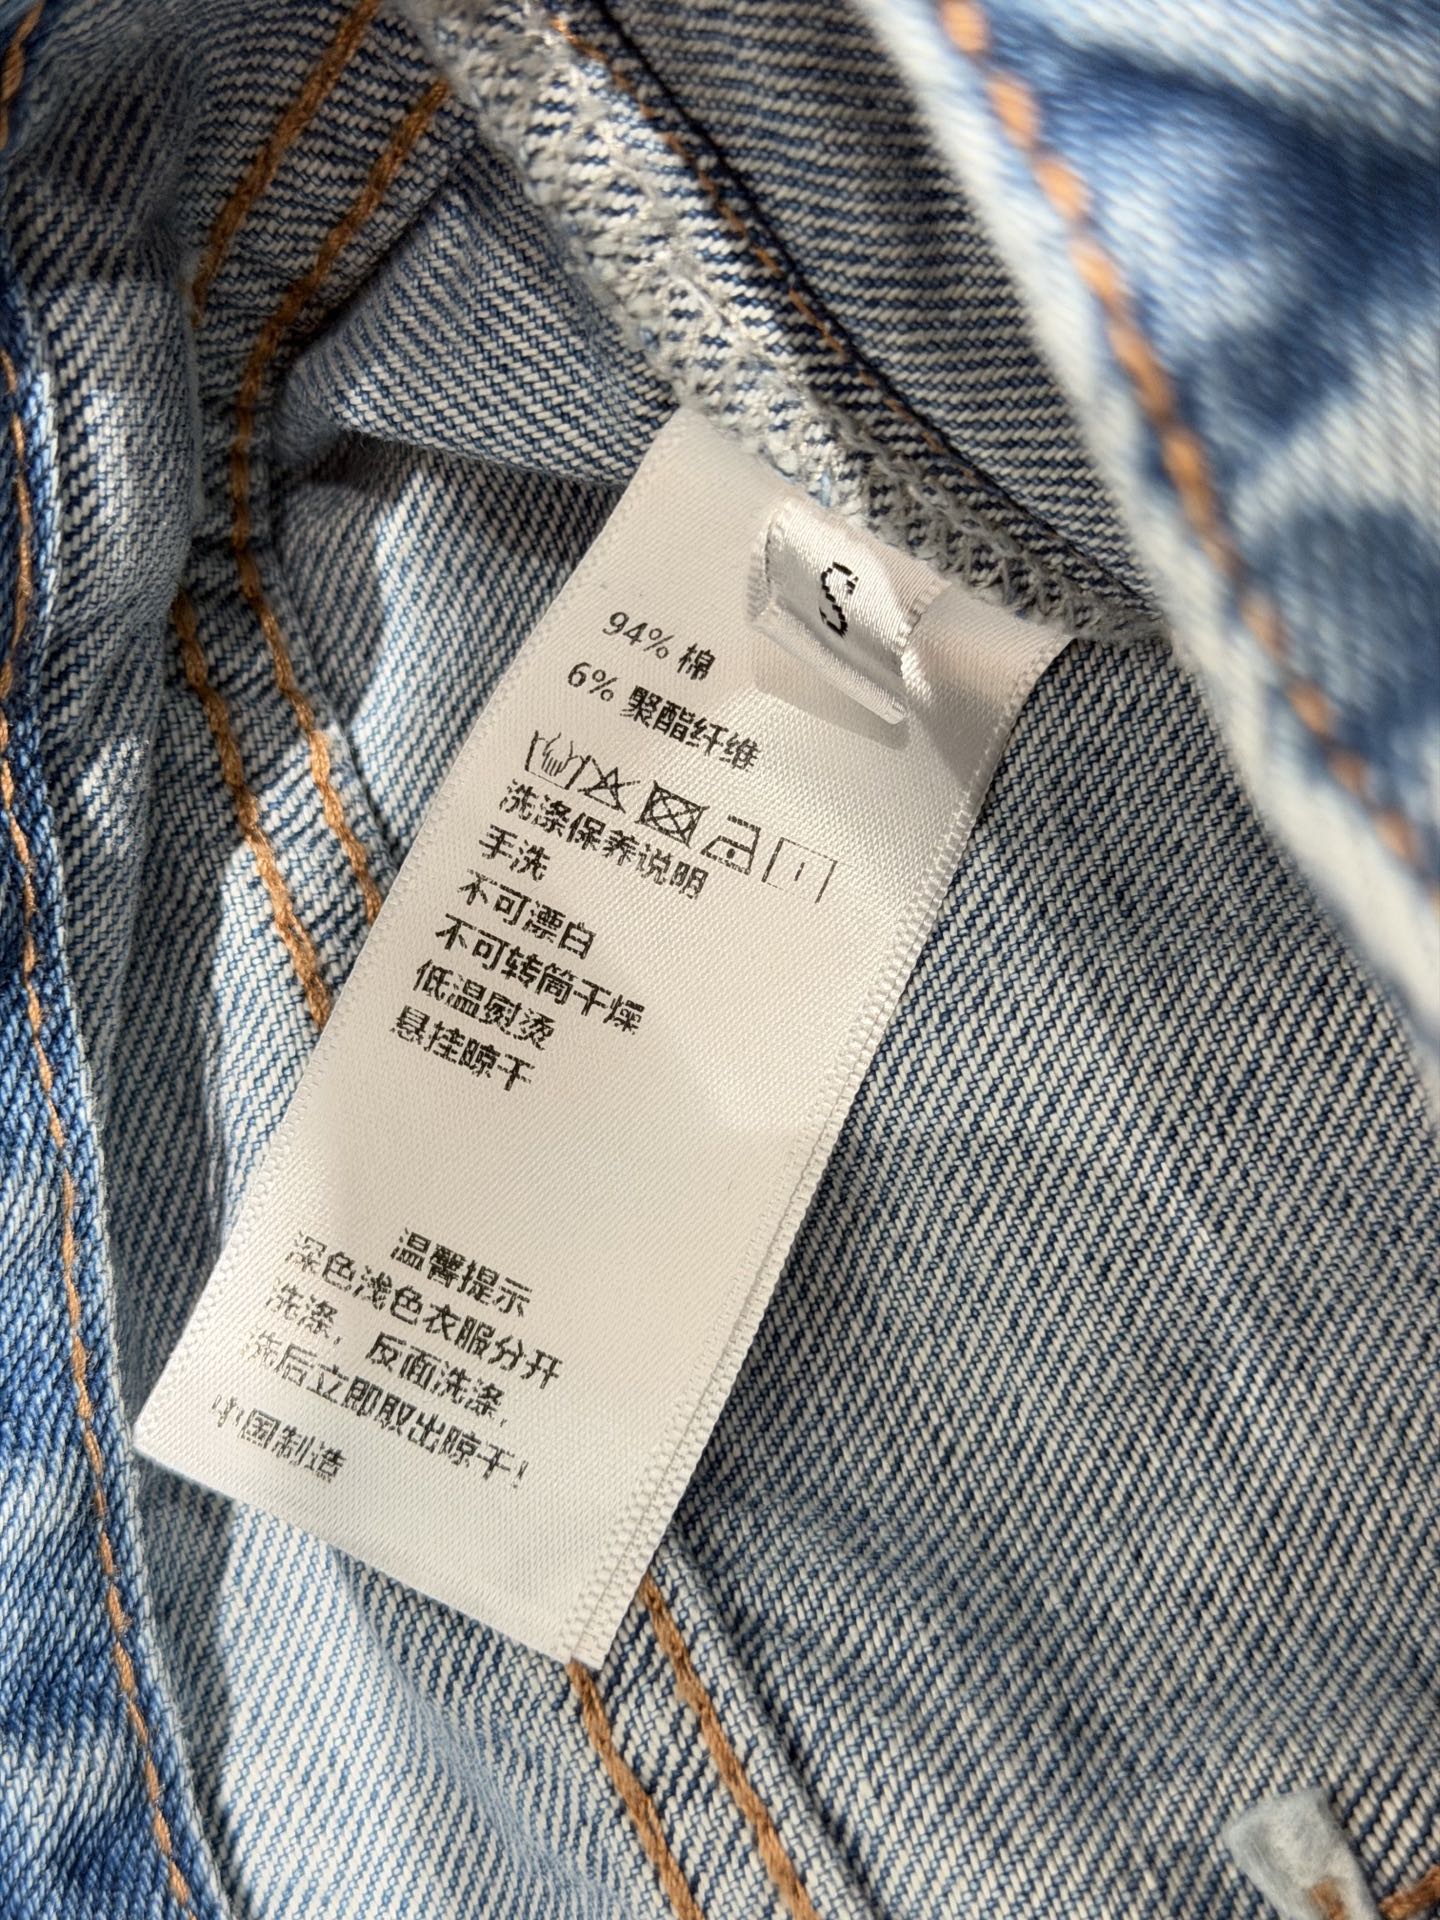 S
94% 棉
6% 聚酯纤维
洗涤保养说明
手洗
不可漂白
不可转筒干燥
低温熨烫
悬挂晾干
温馨提示
深色浅色衣服分开
洗涤，反面洗涤，
洗后立即取出晾干！
中国制造